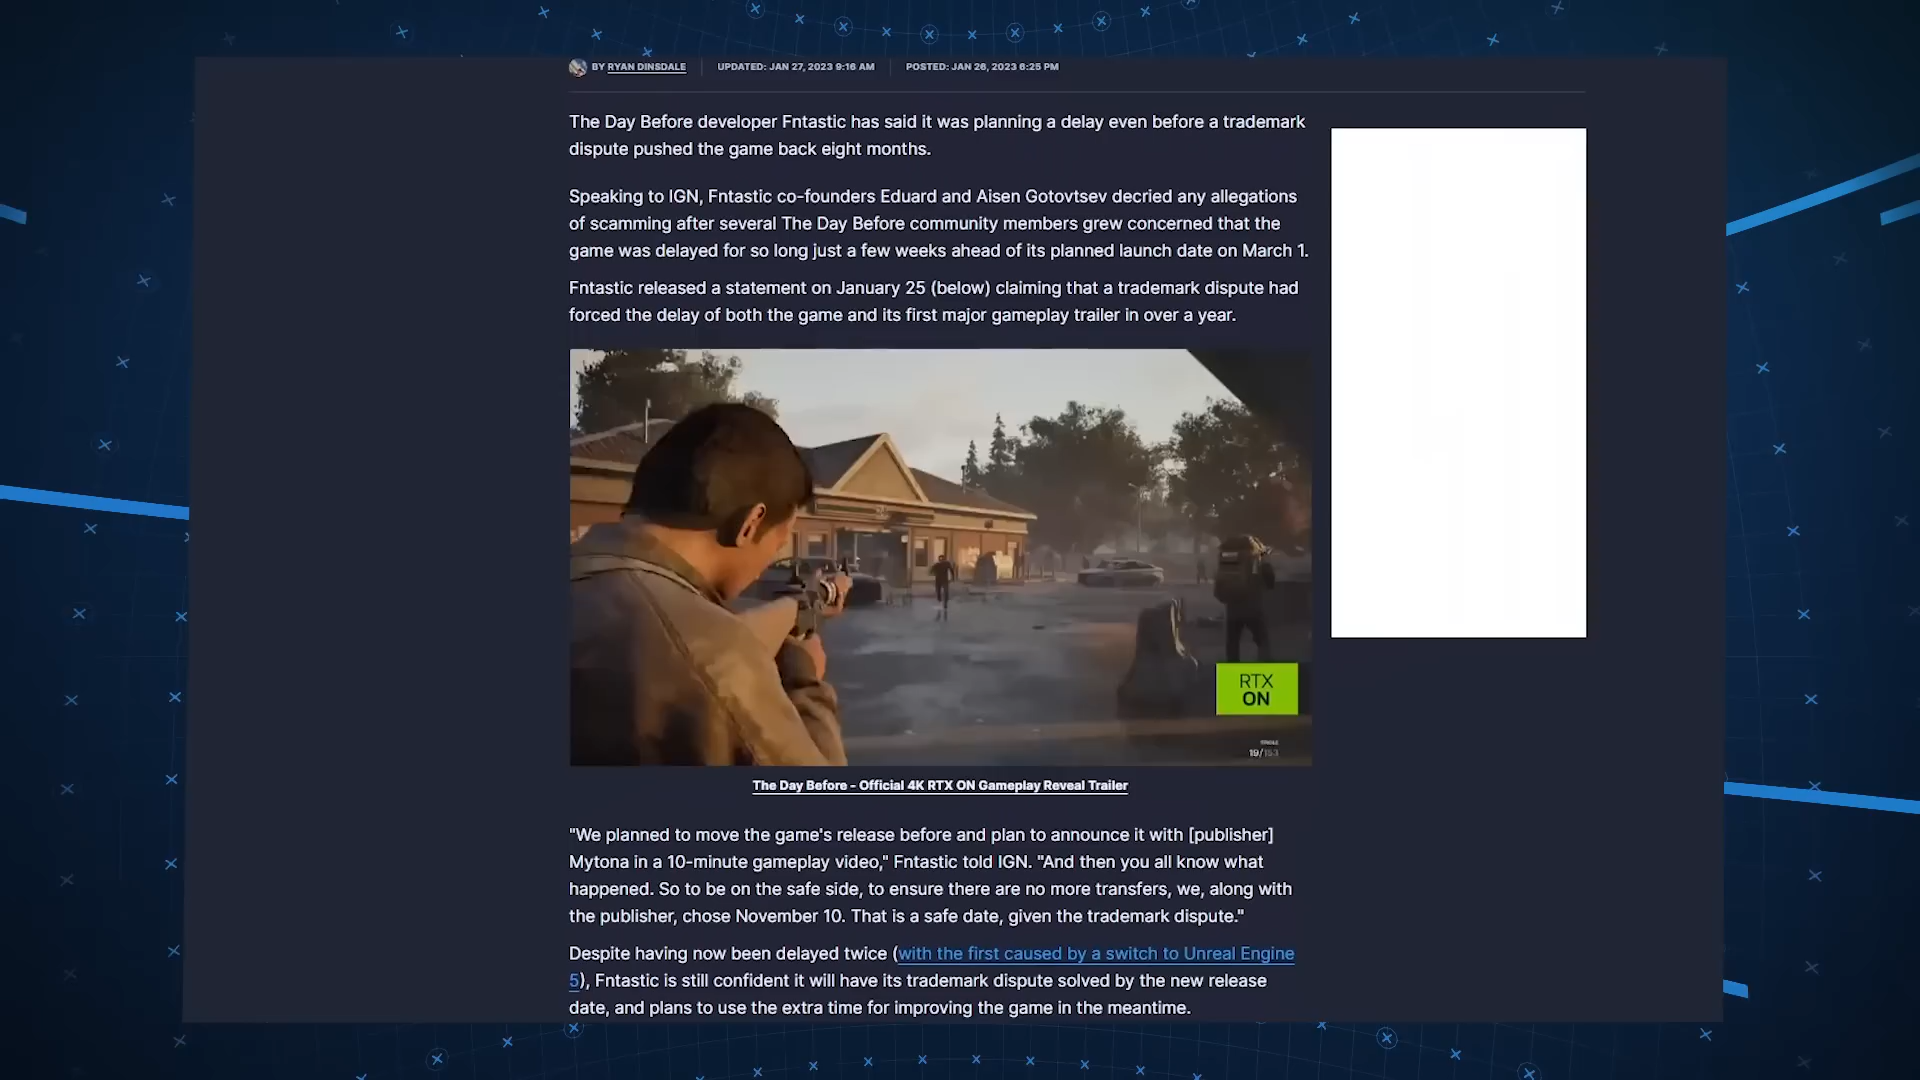 BY RYAN DINSDALE UPDATED: JAN 27, 2023 9:16 AM POSTED: JAN 26, 2023 6:25 PM
The Day Before developer Fntastic has said it was planning a delay even before a trademark
dispute pushed the game back eight months.
Speaking to IGN, Fntastic co-founders Eduard and Aisen Gotovtsev decried any allegations
of scamming after several The Day Before community members grew concerned that the
game was delayed for so long just a few weeks ahead of its planned launch date on March 1.
Fntastic released a statement on January 25 (below) claiming that a trademark dispute had
forced the delay of both the game and its first major gameplay trailer in over a year.
RTX
ON
SINGLE
19/153
The Day Before - Official 4K RTX ON Gameplay Reveal Trailer
"We planned to move the game's release before and plan to announce it with [publisher]
Mytona in a 10-minute gameplay video," Fntastic told IGN. "And then you all know what
happened. So to be on the safe side, to ensure there are no more transfers, we, along with
the publisher, chose November 10. That is a safe date, given the trademark dispute."
Despite having now been delayed twice (with the first caused by a switch to Unreal Engine
5), Fntastic is still confident it will have its trademark dispute solved by the new release
date, and plans to use the extra time for improving the game in the meantime.